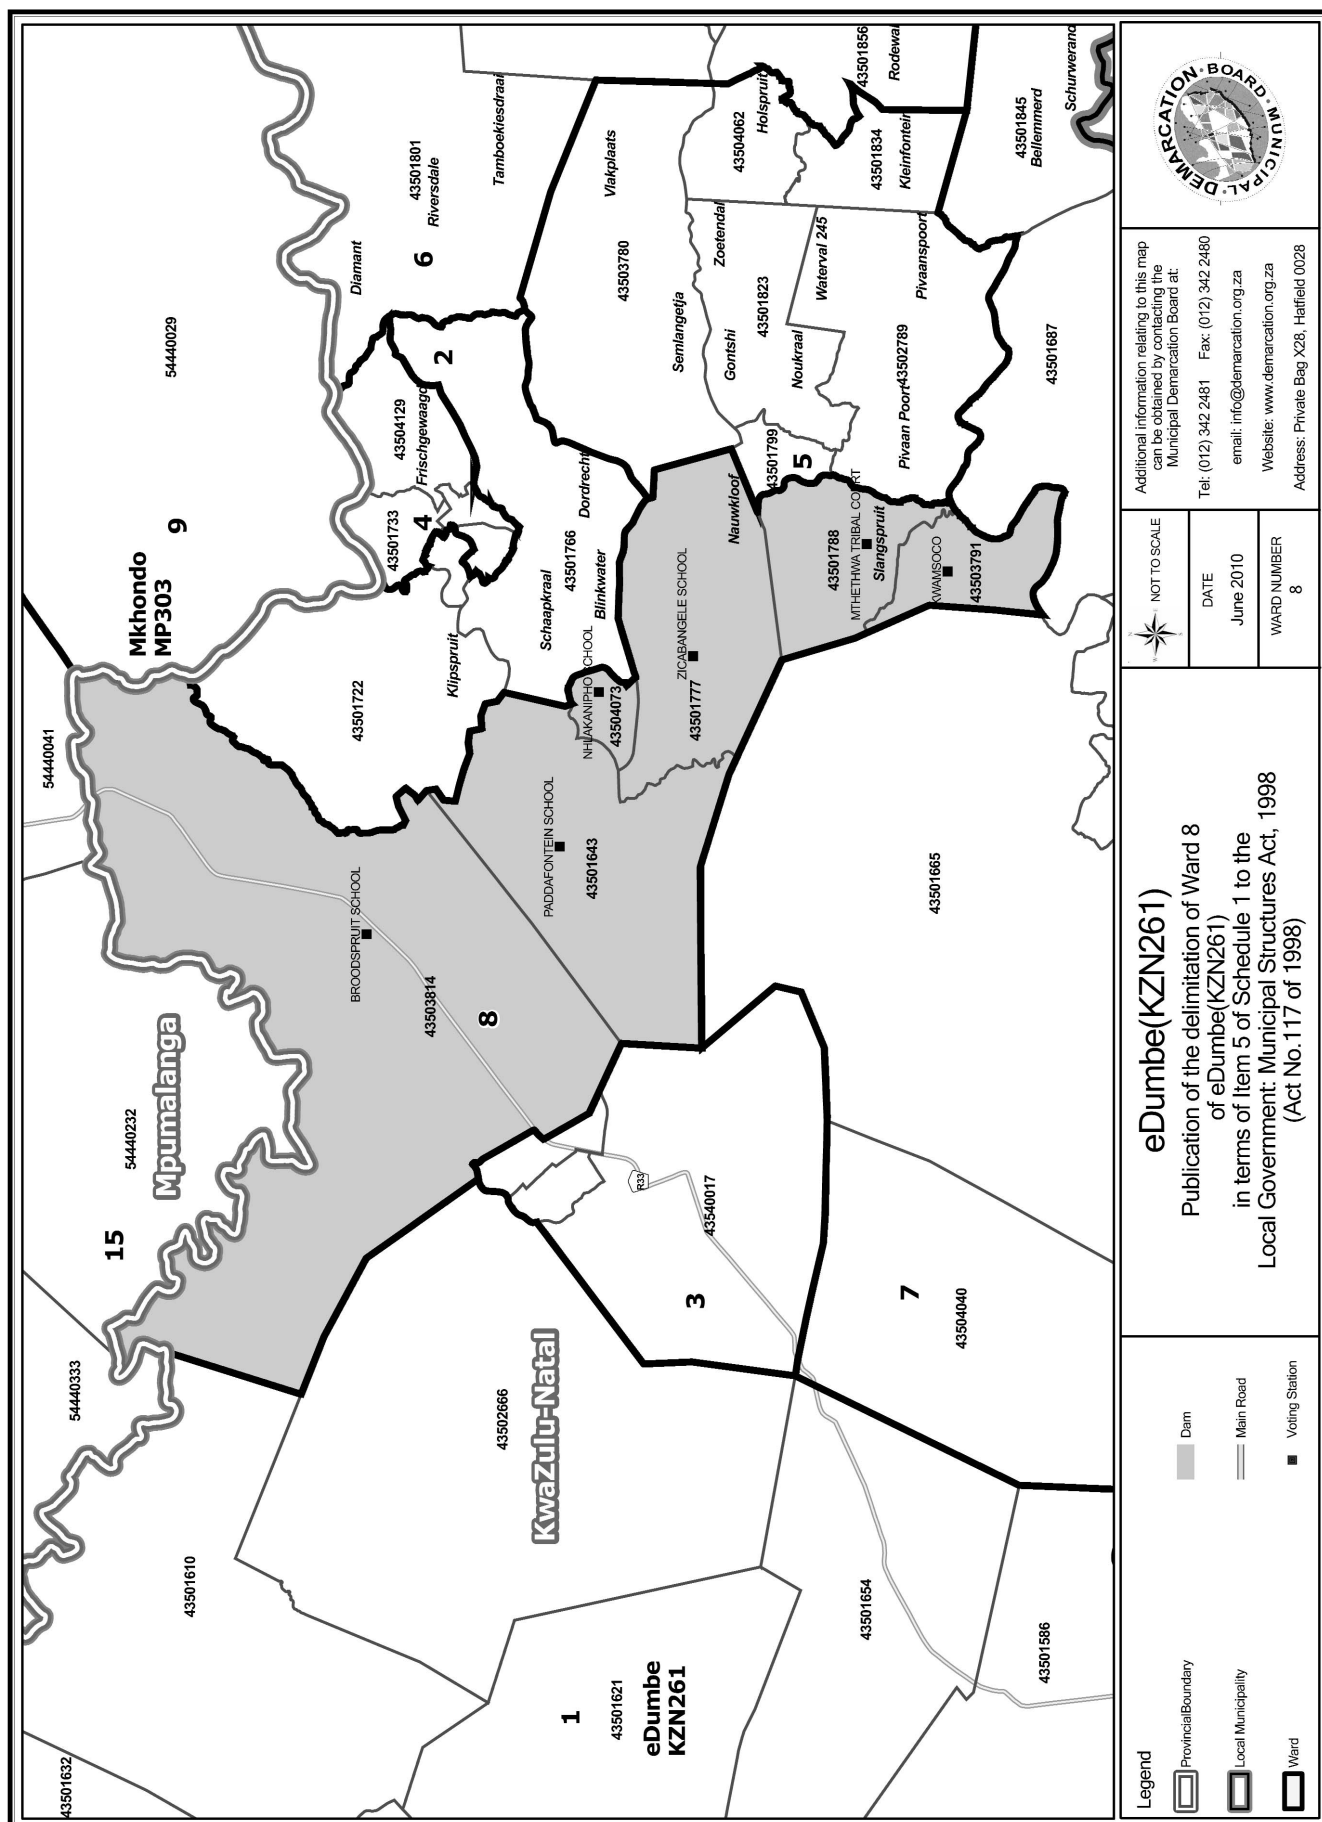 54440333
15
54440232
Mpumalanga
54440041
Mkhondo
MP303
9
54440029
43501632
43501610
BROODSPRUIT SCHOOL
43501722
43501733
4
43504129
Frischgewaagd
Diamant
6
43501801
Riversdale
Klipspruit
2
Tamboekiesdraai
43503814
8
43502666
KwaZulu-Natal
PADDAFONTEIN SCHOOL
43501643
Schaapkraal
43501766
Dordrecht
Blinkwater
NHLAKANIPHO SCHOOL
43504073
Vlakplaats
43503780
1
43501621
eDumbe
KZN261
R33
3
43540017
ZICABANGELE SCHOOL
43501777
Nauwkloof
Semlangetja
Gontshi
Zoetendal
43504062
Holspruit
43501799
5
43501823
Noukraal
Waterval 245
43501788
MTHETHWA TRIBAL COURT
Slangspruit
43501856
Rodewal
43501834
Kleinfontein
43501654
7
43504040
43501665
KWAMSOCO
43503791
Pivaan Poort
43502789
Pivaanspoort
43501586
43501687
43501845
Bellemmerd
Schurwerand
Legend
ProvincialBoundary
Local Municipality
Ward
Dam
Main Road
Voting Station
eDumbe(KZN261)
Publication of the delimitation of Ward 8
of eDumbe(KZN261)
in terms of Item 5 of Schedule 1 to the
Local Government: Municipal Structures Act, 1998
(Act No.117 of 1998)
NOT TO SCALE
DATE
June 2010
WARD NUMBER
8
Additional information relating to this map
can be obtained by contacting the
Municipal Demarcation Board at:
Tel: (012) 342 2481 Fax: (012) 342 2480
email: info@demarcation.org.za
Website: www.demarcation.org.za
Address: Private Bag X28, Hatfield 0028
MUNICIPAL · DEMARCATION · BOARD ·